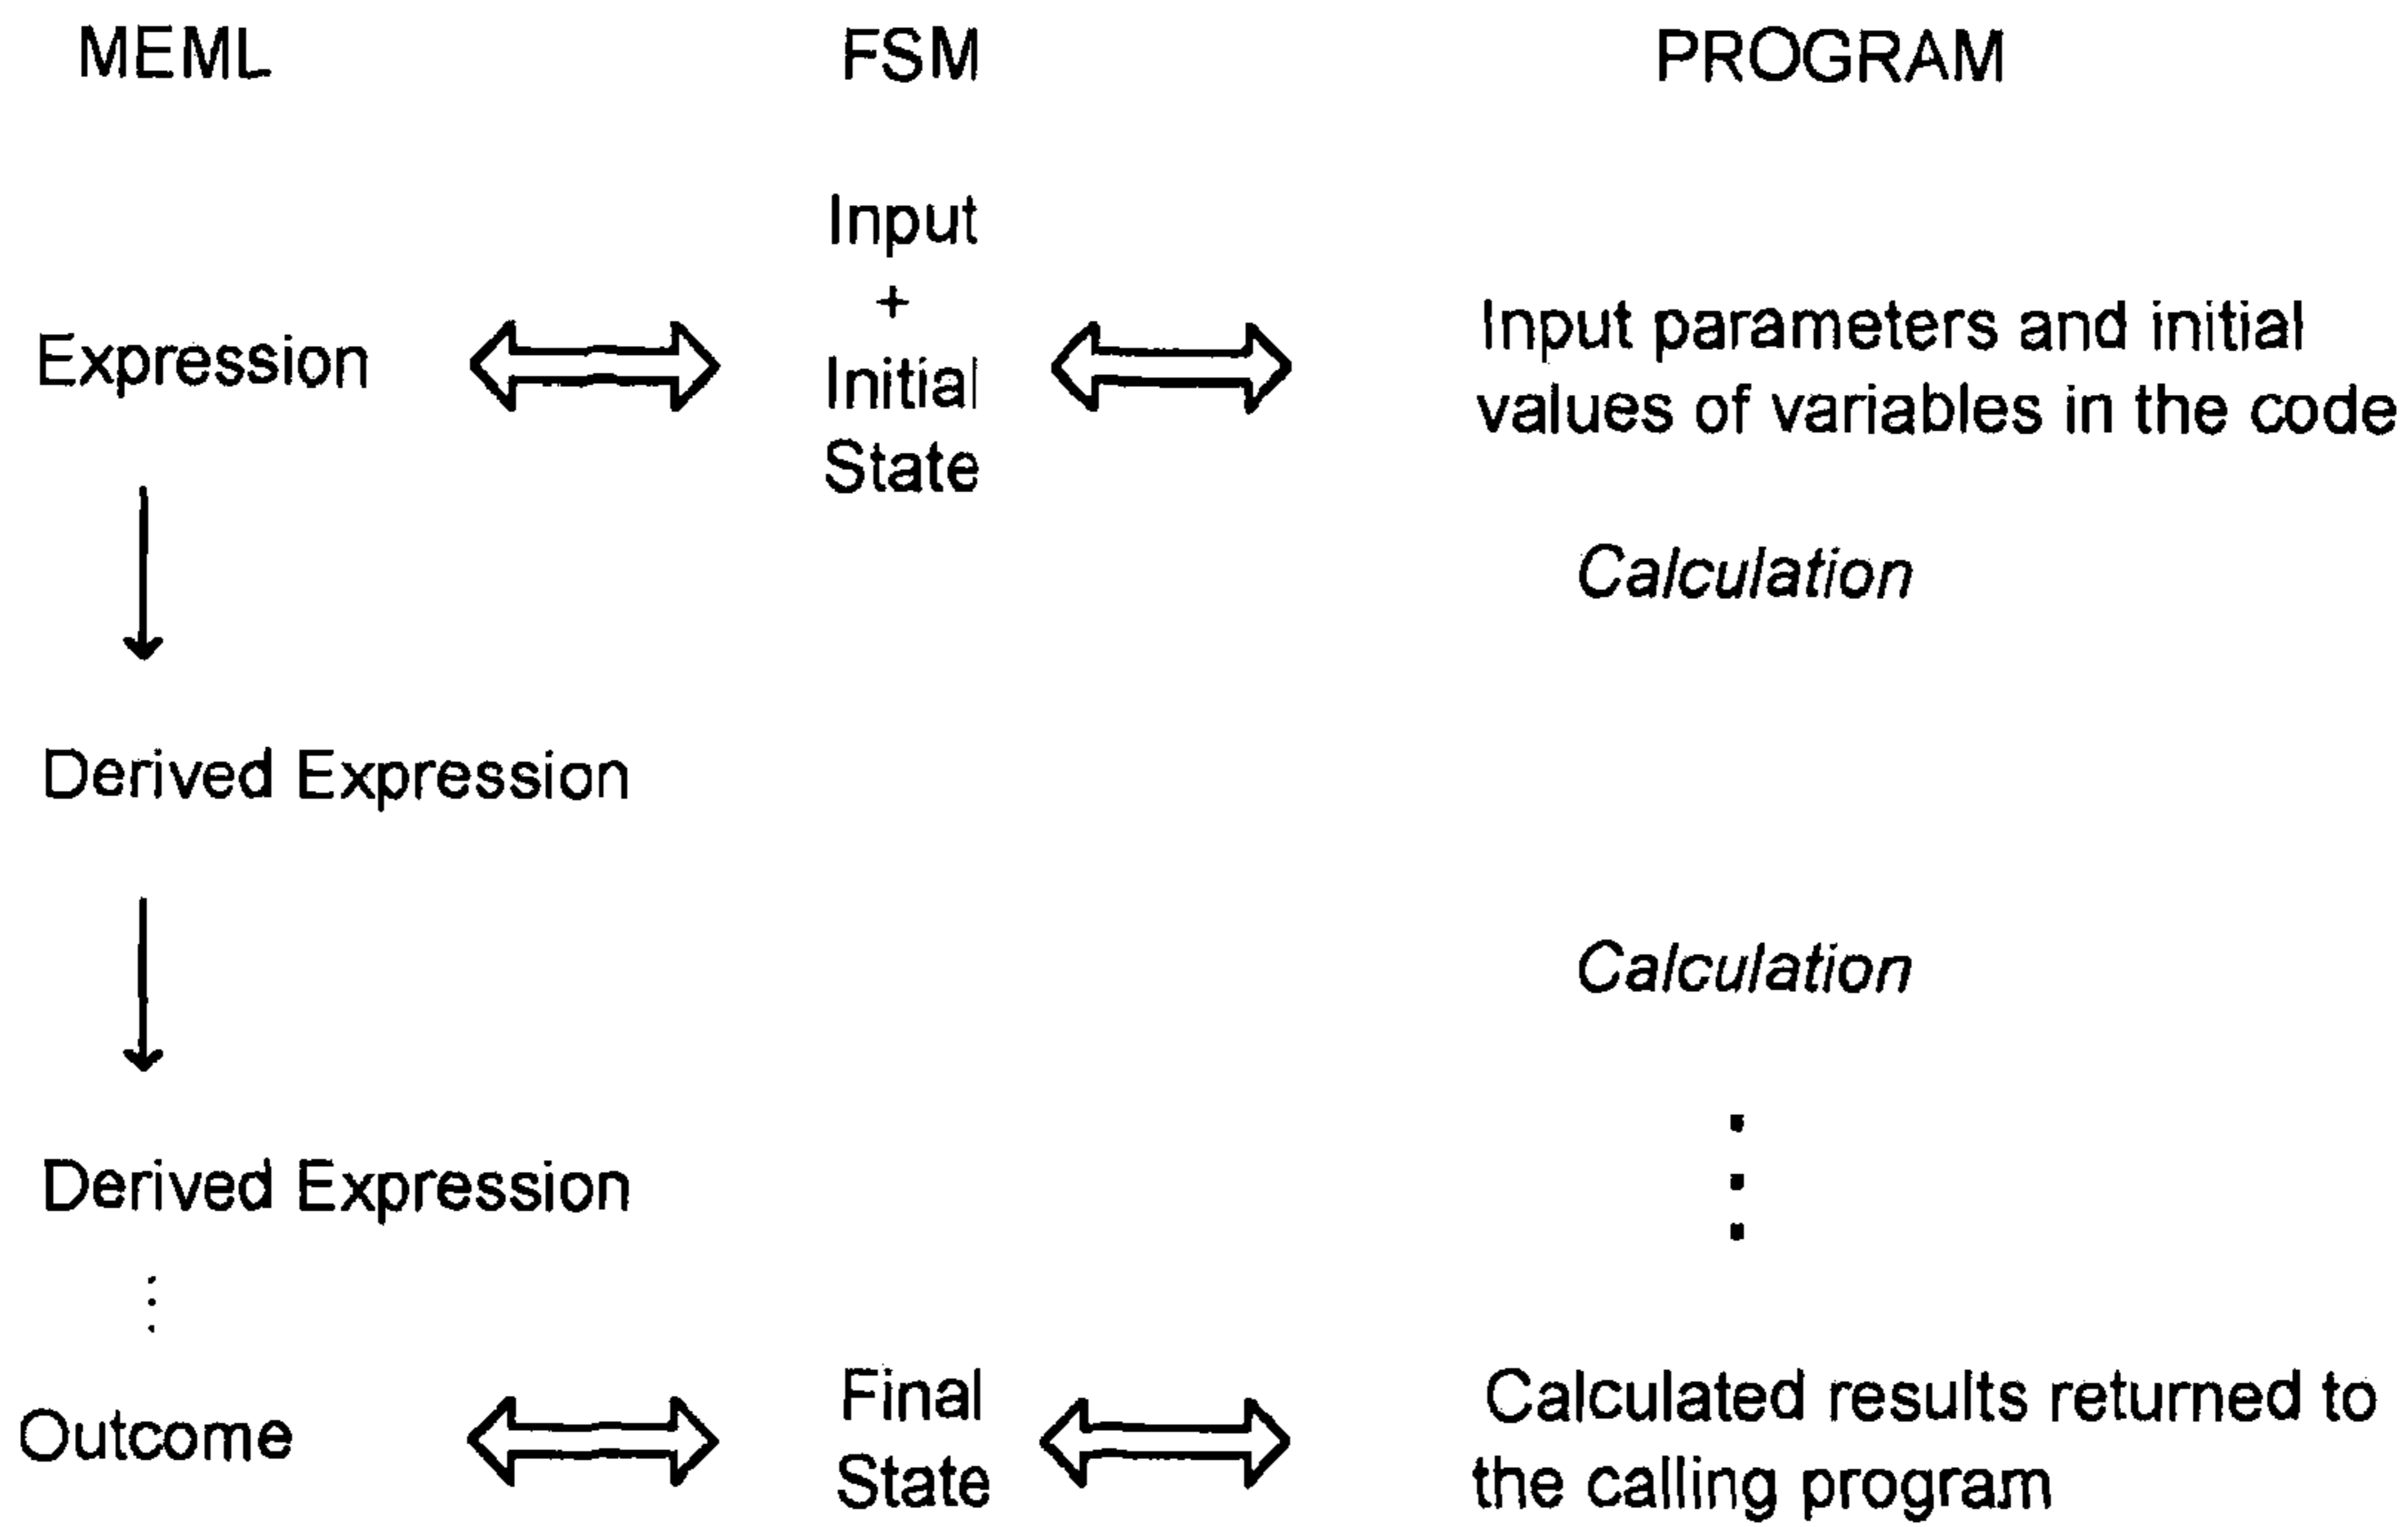 MEML FSM PROGRAM
Input
+
Initial
State
Expression
Input parameters and initial
values of variables in the code
Calculation
Derived Expression
Calculation
Derived Expression
Outcome
Final
State
Calculated results returned to
the calling program